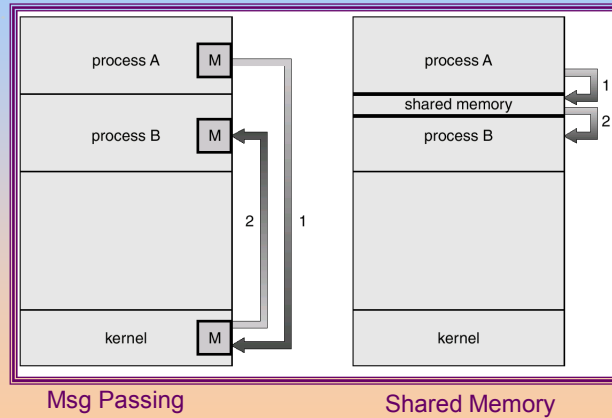 process A
M
process B
M
2
1
kernel
M
Msg Passing
process A
1
shared memory
2
process B
kernel
Shared Memory